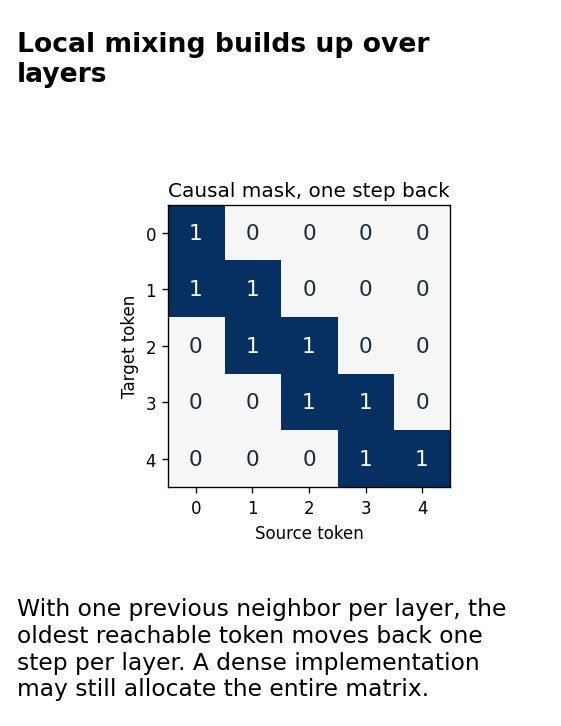 Local mixing builds up over
layers
Causal mask, one step back
0 1 0 0 0 0
1 1 1 0 0 0
2 0 1 1 0 0
3 0 0 1 1 0
4 0 0 0 1 1
Target token
0 1 2 3 4
Source token
With one previous neighbor per layer, the
oldest reachable token moves back one
step per layer. A dense implementation
may still allocate the entire matrix.